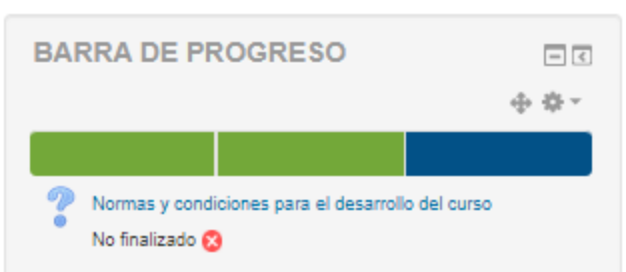 BARRA DE PROGRESO
Normas y condiciones para el desarrollo del curso
No finalizado